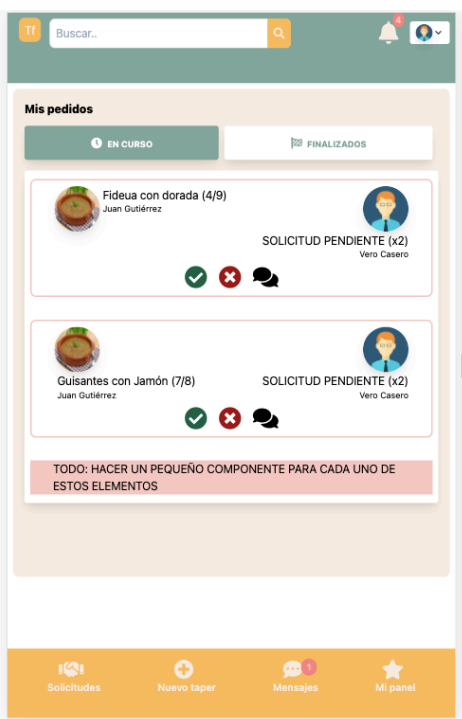 Tf
Buscar..
4
Mis pedidos
EN CURSO
FINALIZADOS
Fideua con dorada (4/9)
Juan Gutiérrez
SOLICITUD PENDIENTE (x2)
Vero Casero
Guisantes con Jamón (7/8)
Juan Gutiérrez
SOLICITUD PENDIENTE (x2)
Vero Casero
TODO: HACER UN PEQUEÑO COMPONENTE PARA CADA UNO DE
ESTOS ELEMENTOS
1
Solicitudes
Nuevo taper
Mensajes
Mi panel